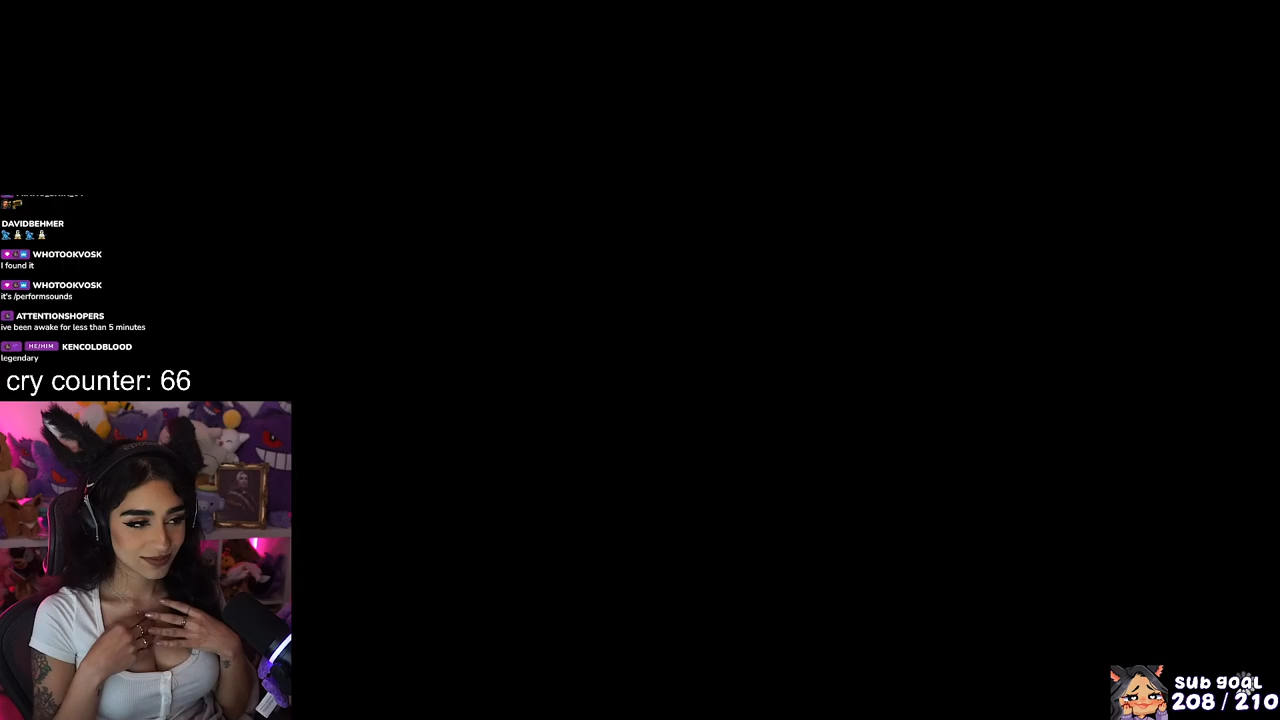 DAVIDBEHMER
WHOTOOKVOSK
I found it
WHOTOOKVOSK
it's /performsounds
ATTENTIONSHOPERS
ive been awake for less than 5 minutes
HE/HIM KENCOLDBLOOD
legendary
cry counter: 66
sub goal
208 / 210